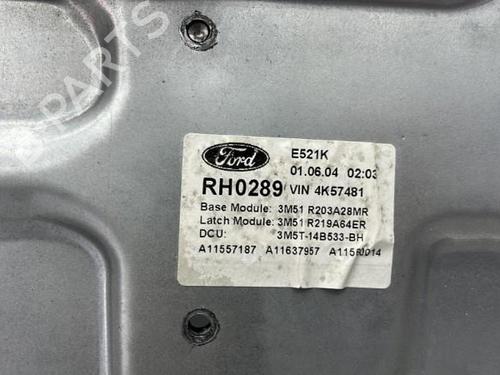 Ford
E521K
01.06.04 02:03
RH0289 VIN 4K57481
Base Module: 3M51 R203A28MR
Latch Module: 3M51 R219A64ER
DCU: 3M5T-14B533-BH
A11557187 A11637957